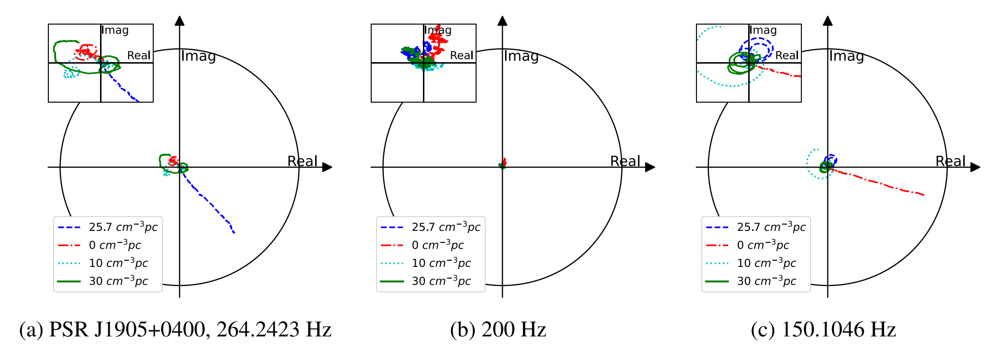 Imag
Real
Imag
Real
25.7 cm⁻³pc
0 cm⁻³pc
10 cm⁻³pc
30 cm⁻³pc
(a) PSR J1905+0400, 264.2423 Hz
Imag
Real
Imag
Real
25.7 cm⁻³pc
0 cm⁻³pc
10 cm⁻³pc
30 cm⁻³pc
(b) 200 Hz
Imag
Real
Imag
Real
25.7 cm⁻³pc
0 cm⁻³pc
10 cm⁻³pc
30 cm⁻³pc
(c) 150.1046 Hz